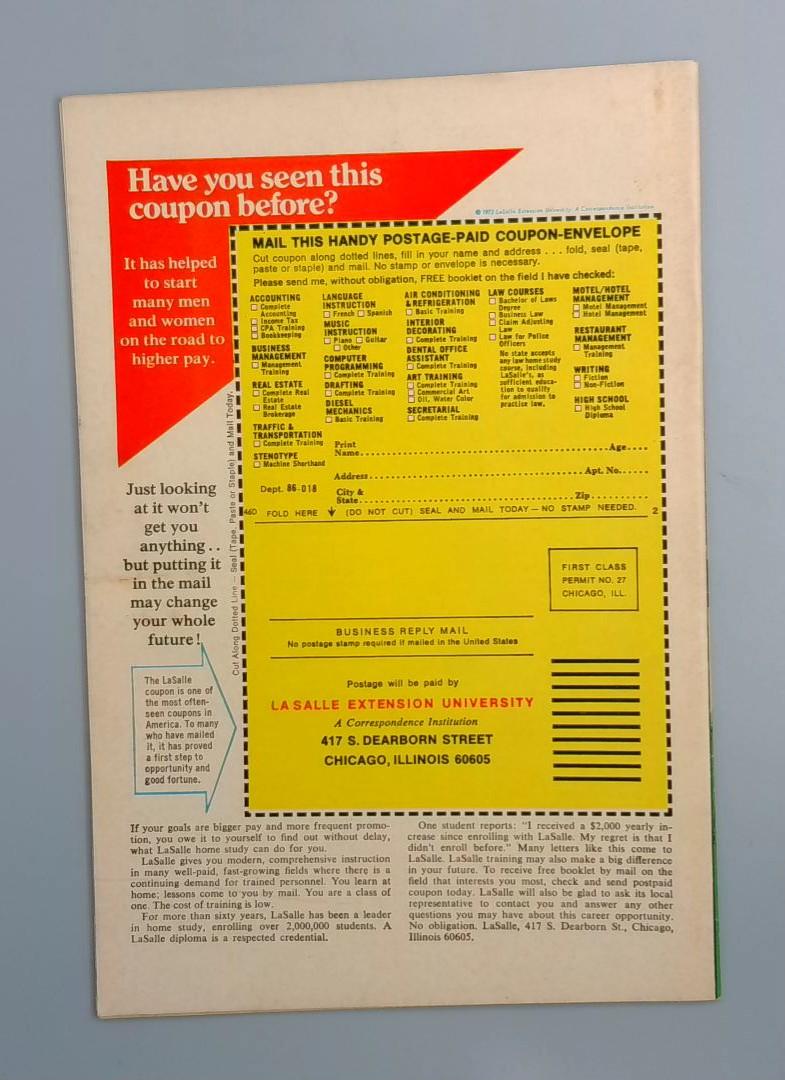 Have you seen this
coupon before?
It has helped
to start
many men
and women
on the road to
higher pay.
© 1973 LaSalle Extension University, A Correspondence Institution
MAIL THIS HANDY POSTAGE-PAID COUPON-ENVELOPE
Cut coupon along dotted lines, fill in your name and address . . . fold, seal (tape,
paste or staple) and mail. No stamp or envelope is necessary.
Please send me, without obligation, FREE booklet on the field I have checked:
ACCOUNTING
Complete
Accounting
Income Tax
CPA Training
Bookkeeping
BUSINESS
MANAGEMENT
Management
Training
REAL ESTATE
Complete Real
Estate
Real Estate
Brokerage
TRAFFIC &
TRANSPORTATION
Complete Training
STENOTYPE
Machine Shorthand
LANGUAGE
INSTRUCTION
French Spanish
MUSIC
INSTRUCTION
Piano Guitar
Other
COMPUTER
PROGRAMMING
Complete Training
DRAFTING
Complete Training
DIESEL
MECHANICS
Basic Training
AIR CONDITIONING
& REFRIGERATION
Basic Training
INTERIOR
DECORATING
Complete Training
DENTAL OFFICE
ASSISTANT
Complete Training
ART TRAINING
Complete Training
Commercial Art
Oil, Water Color
SECRETARIAL
Complete Training
LAW COURSES
Bachelor of Laws
Degree
Business Law
Claim Adjusting
Law
Law for Police
Officers
No state accepts
any law home study
course, including
LaSalle's, as
sufficient educa-
tion to qualify
for admission to
practice law.
MOTEL/HOTEL
MANAGEMENT
Motel Management
Hotel Management
RESTAURANT
MANAGEMENT
Management
Training
WRITING
Fiction
Non-Fiction
HIGH SCHOOL
High School
Diploma
Print
Name Age
Address Apt. No.
Dept. 86-018
City &
State Zip
460 FOLD HERE (DO NOT CUT) SEAL AND MAIL TODAY — NO STAMP NEEDED. 2
Cut Along Dotted Line — Seal (Tape, Paste or Staple) and Mail Today.
Just looking
at it won't
get you
anything . .
but putting it
in the mail
may change
your whole
future!
The LaSalle
coupon is one of
the most often-
seen coupons in
America. To many
who have mailed
it, it has proved
a first step to
opportunity and
good fortune.
FIRST CLASS
PERMIT NO. 27
CHICAGO, ILL.
BUSINESS REPLY MAIL
No postage stamp required if mailed in the United States
Postage will be paid by
LA SALLE EXTENSION UNIVERSITY
A Correspondence Institution
417 S. DEARBORN STREET
CHICAGO, ILLINOIS 60605
If your goals are bigger pay and more frequent promo-
tion, you owe it to yourself to find out without delay,
what LaSalle home study can do for you.
LaSalle gives you modern, comprehensive instruction
in many well-paid, fast-growing fields where there is a
continuing demand for trained personnel. You learn at
home; lessons come to you by mail. You are a class of
one. The cost of training is low.
For more than sixty years, LaSalle has been a leader
in home study, enrolling over 2,000,000 students. A
LaSalle diploma is a respected credential.
One student reports: "I received a $2,000 yearly in-
crease since enrolling with LaSalle. My regret is that I
didn't enroll before." Many letters like this come to
LaSalle. LaSalle training may also make a big difference
in your future. To receive free booklet by mail on the
field that interests you most, check and send postpaid
coupon today. LaSalle will also be glad to ask its local
representative to contact you and answer any other
questions you may have about this career opportunity.
No obligation. LaSalle, 417 S. Dearborn St., Chicago,
Illinois 60605.